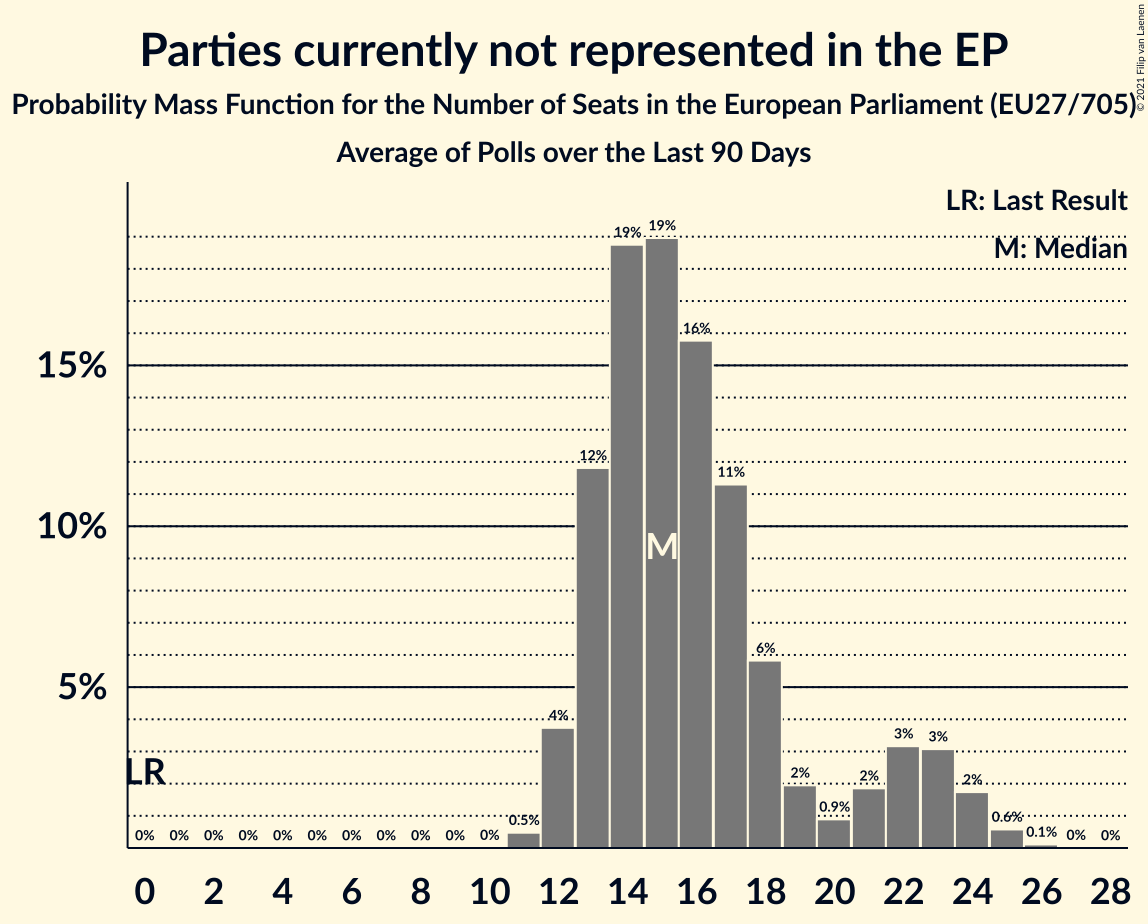 Parties currently not represented in the EP
Probability Mass Function for the Number of Seats in the European Parliament (EU27/705)
Average of Polls over the Last 90 Days
© 2021 Filip van Laenen
LR: Last Result
M: Median
15%
10%
5%
LR
M
0% 0% 0% 0% 0% 0% 0% 0% 0% 0% 0% 0.5% 4% 12% 19% 19% 16% 11% 6% 2% 0.9% 2% 3% 3% 2% 0.6% 0.1% 0% 0%
0 2 4 6 8 10 12 14 16 18 20 22 24 26 28